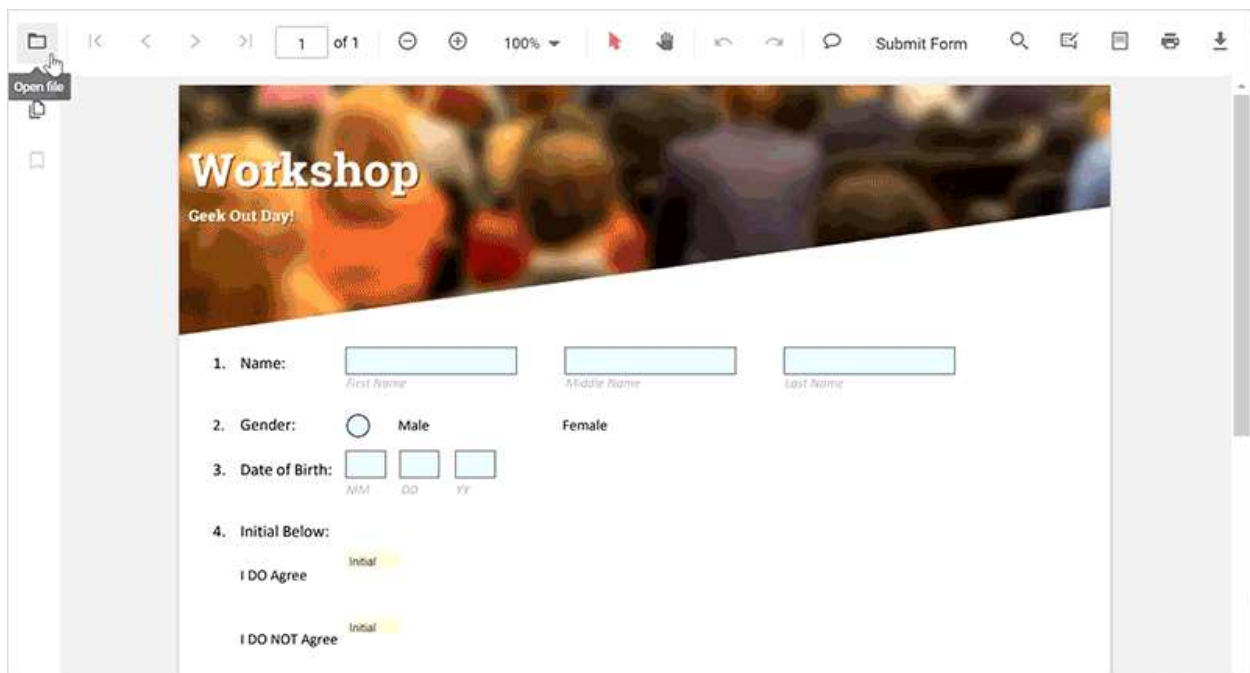 1 of 1 100% Submit Form
Open file
Workshop
Geek Out Day!
1. Name:
First Name Middle Name Last Name
2. Gender: Male Female
3. Date of Birth:
MM DD YY
4. Initial Below:
Initial
I DO Agree
Initial
I DO NOT Agree